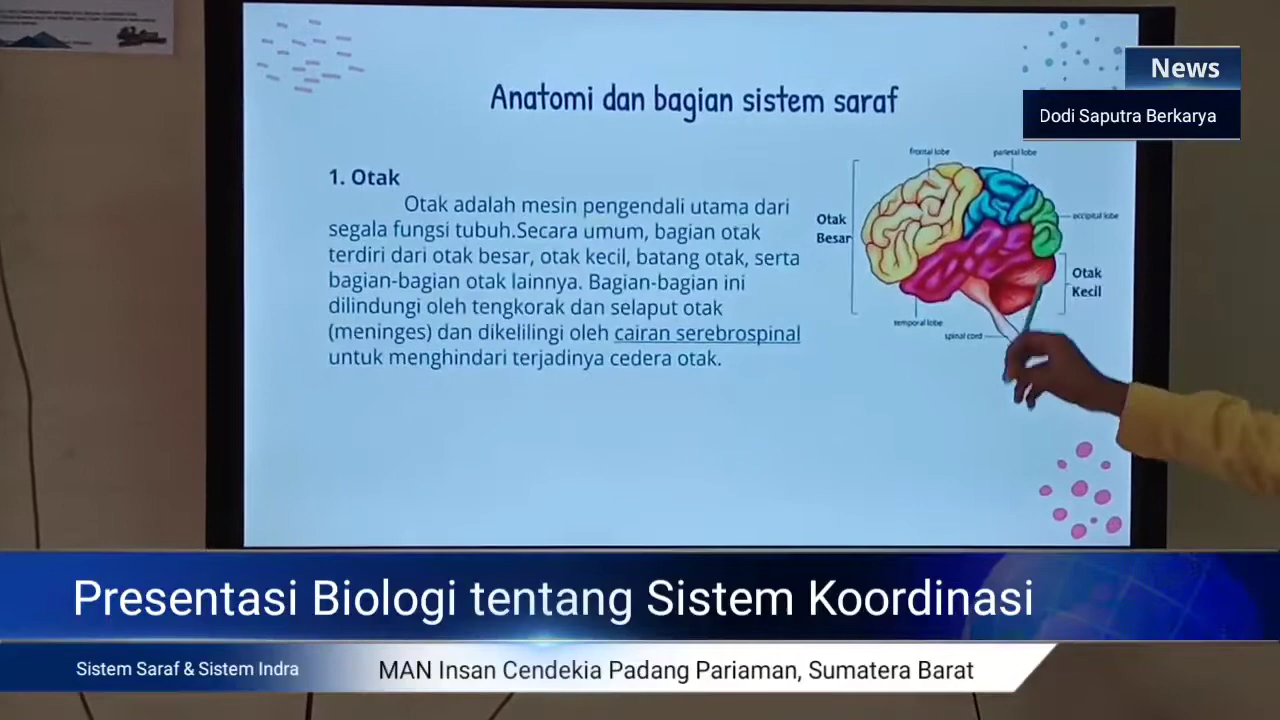 News
Dodi Saputra Berkarya
Anatomi dan bagian sistem saraf
1. Otak
Otak adalah mesin pengendali utama dari
segala fungsi tubuh.Secara umum, bagian otak
terdiri dari otak besar, otak kecil, batang otak, serta
bagian-bagian otak lainnya. Bagian-bagian ini
dilindungi oleh tengkorak dan selaput otak
(meninges) dan dikelilingi oleh cairan serebrospinal
untuk menghindari terjadinya cedera otak.
frontal lobe
parietal lobe
Otak
Besar
occipital lobe
Otak
Kecil
temporal lobe
spinal cord
Presentasi Biologi tentang Sistem Koordinasi
Sistem Saraf & Sistem Indra
MAN Insan Cendekia Padang Pariaman, Sumatera Barat